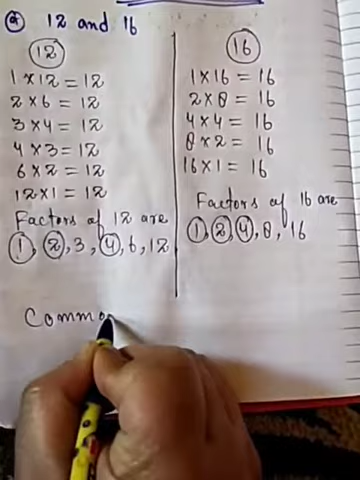 a) 12 and 16
12
1 × 12 = 12
2 × 6 = 12
3 × 4 = 12
4 × 3 = 12
6 × 2 = 12
12 × 1 = 12
Factors of 12 are
1, 2, 3, 4, 6, 12
16
1 × 16 = 16
2 × 8 = 16
4 × 4 = 16
8 × 2 = 16
16 × 1 = 16
Factors of 16 are
1, 2, 4, 8, 16
Commo